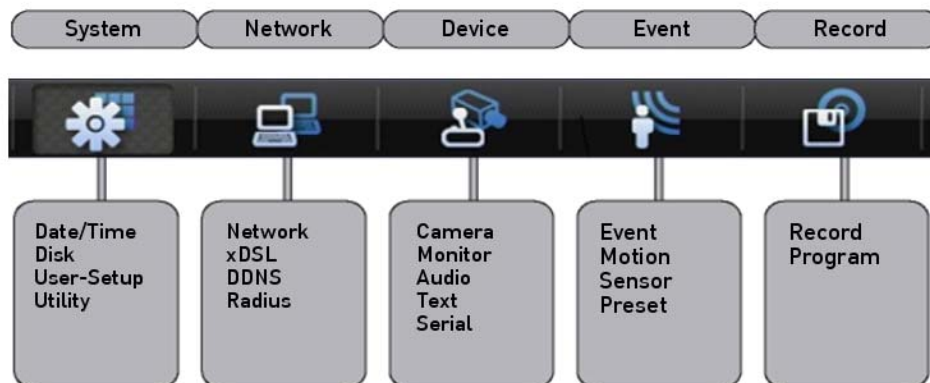 System
Network
Device
Event
Record
Date/Time
Disk
User-Setup
Utility
Network
xDSL
DDNS
Radius
Camera
Monitor
Audio
Text
Serial
Event
Motion
Sensor
Preset
Record
Program